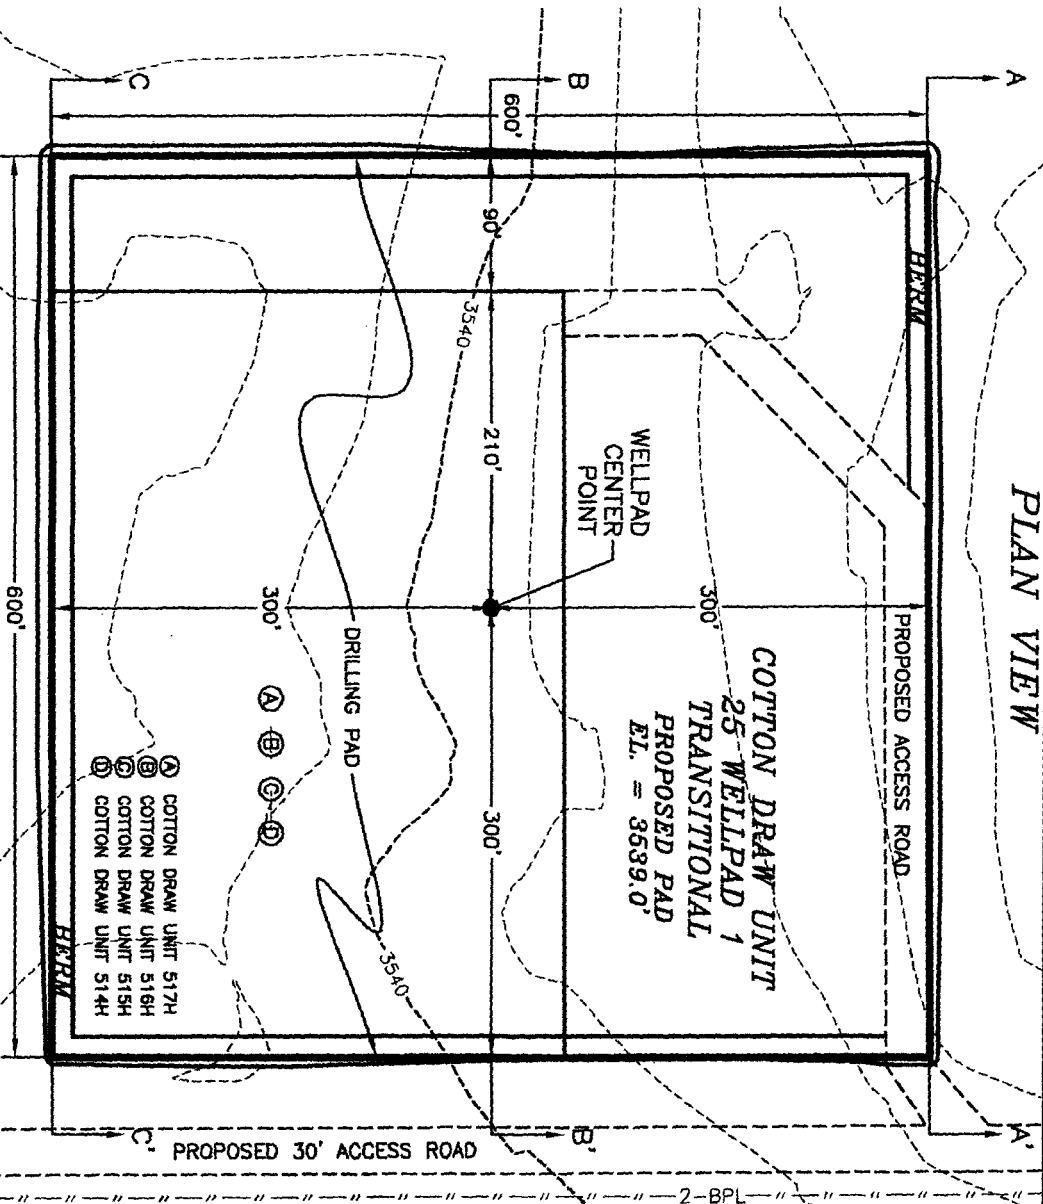 PLAN VIEW
A
B
C
600'
HERM
90'
210'
300'
300'
300'
3540
3540
WELLPAD
CENTER
POINT
PROPOSED ACCESS ROAD
COTTON DRAW UNIT
25 WELLPAD 1
TRANSITIONAL
PROPOSED PAD
EL. = 3539.0'
DRILLING PAD
A B C D
A COTTON DRAW UNIT 517H
B COTTON DRAW UNIT 516H
C COTTON DRAW UNIT 515H
D COTTON DRAW UNIT 514H
HERM
600'
A'
B'
C'
PROPOSED 30' ACCESS ROAD
2-BPL